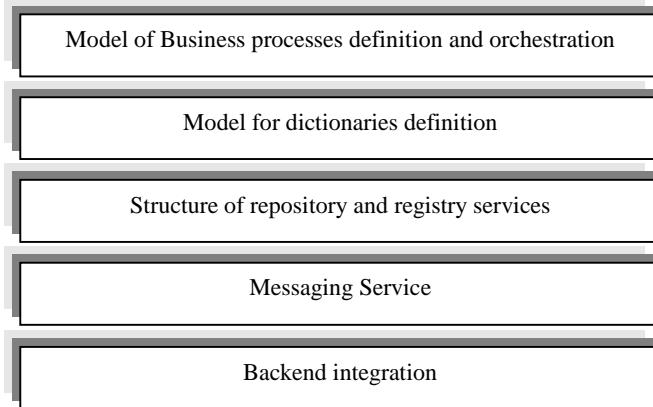 Model of Business processes definition and orchestration
Model for dictionaries definition
Structure of repository and registry services
Messaging Service
Backend integration